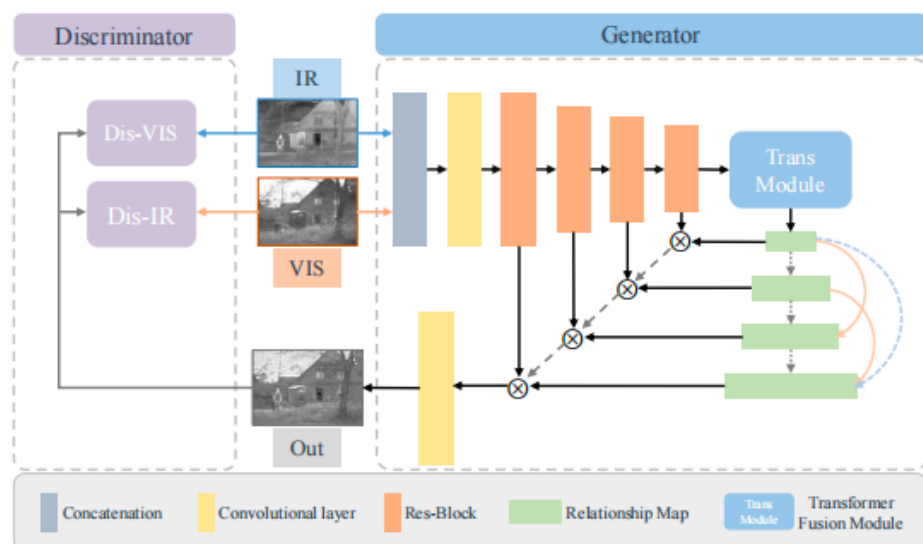 Discriminator
Generator
IR
Dis-VIS
Dis-IR
VIS
Trans
Module
Out
Concatenation
Convolutional layer
Res-Block
Relationship Map
Trans
Module
Transformer
Fusion Module